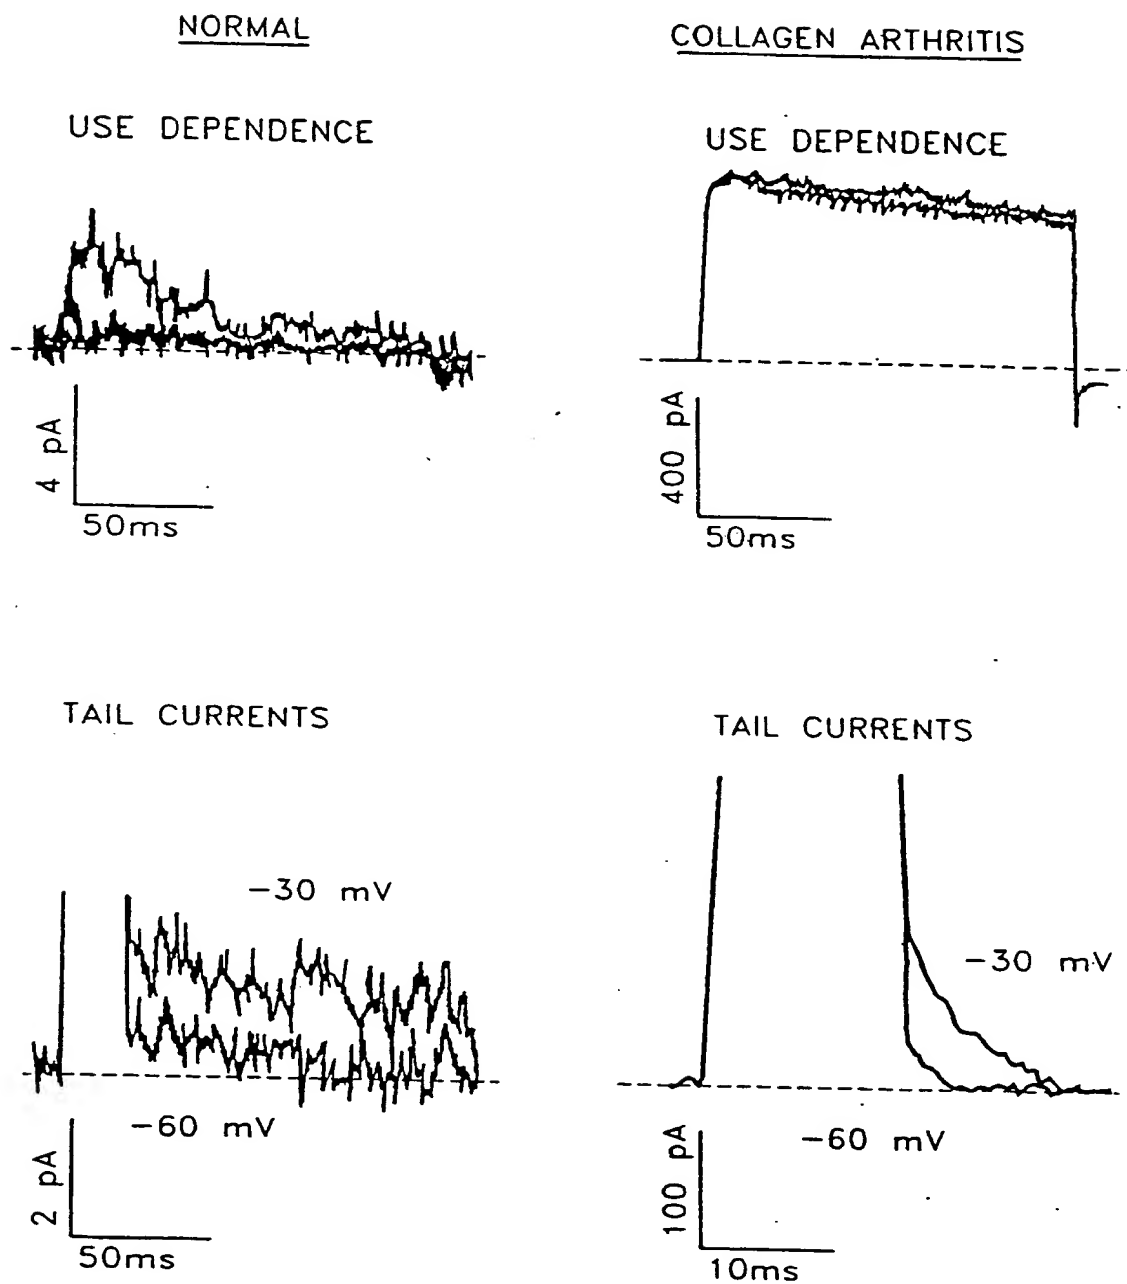 NORMAL
USE DEPENDENCE
4 pA
50ms
COLLAGEN ARTHRITIS
USE DEPENDENCE
400 pA
50ms
TAIL CURRENTS
−30 mV
−60 mV
2 pA
50ms
TAIL CURRENTS
−30 mV
−60 mV
100 pA
10ms